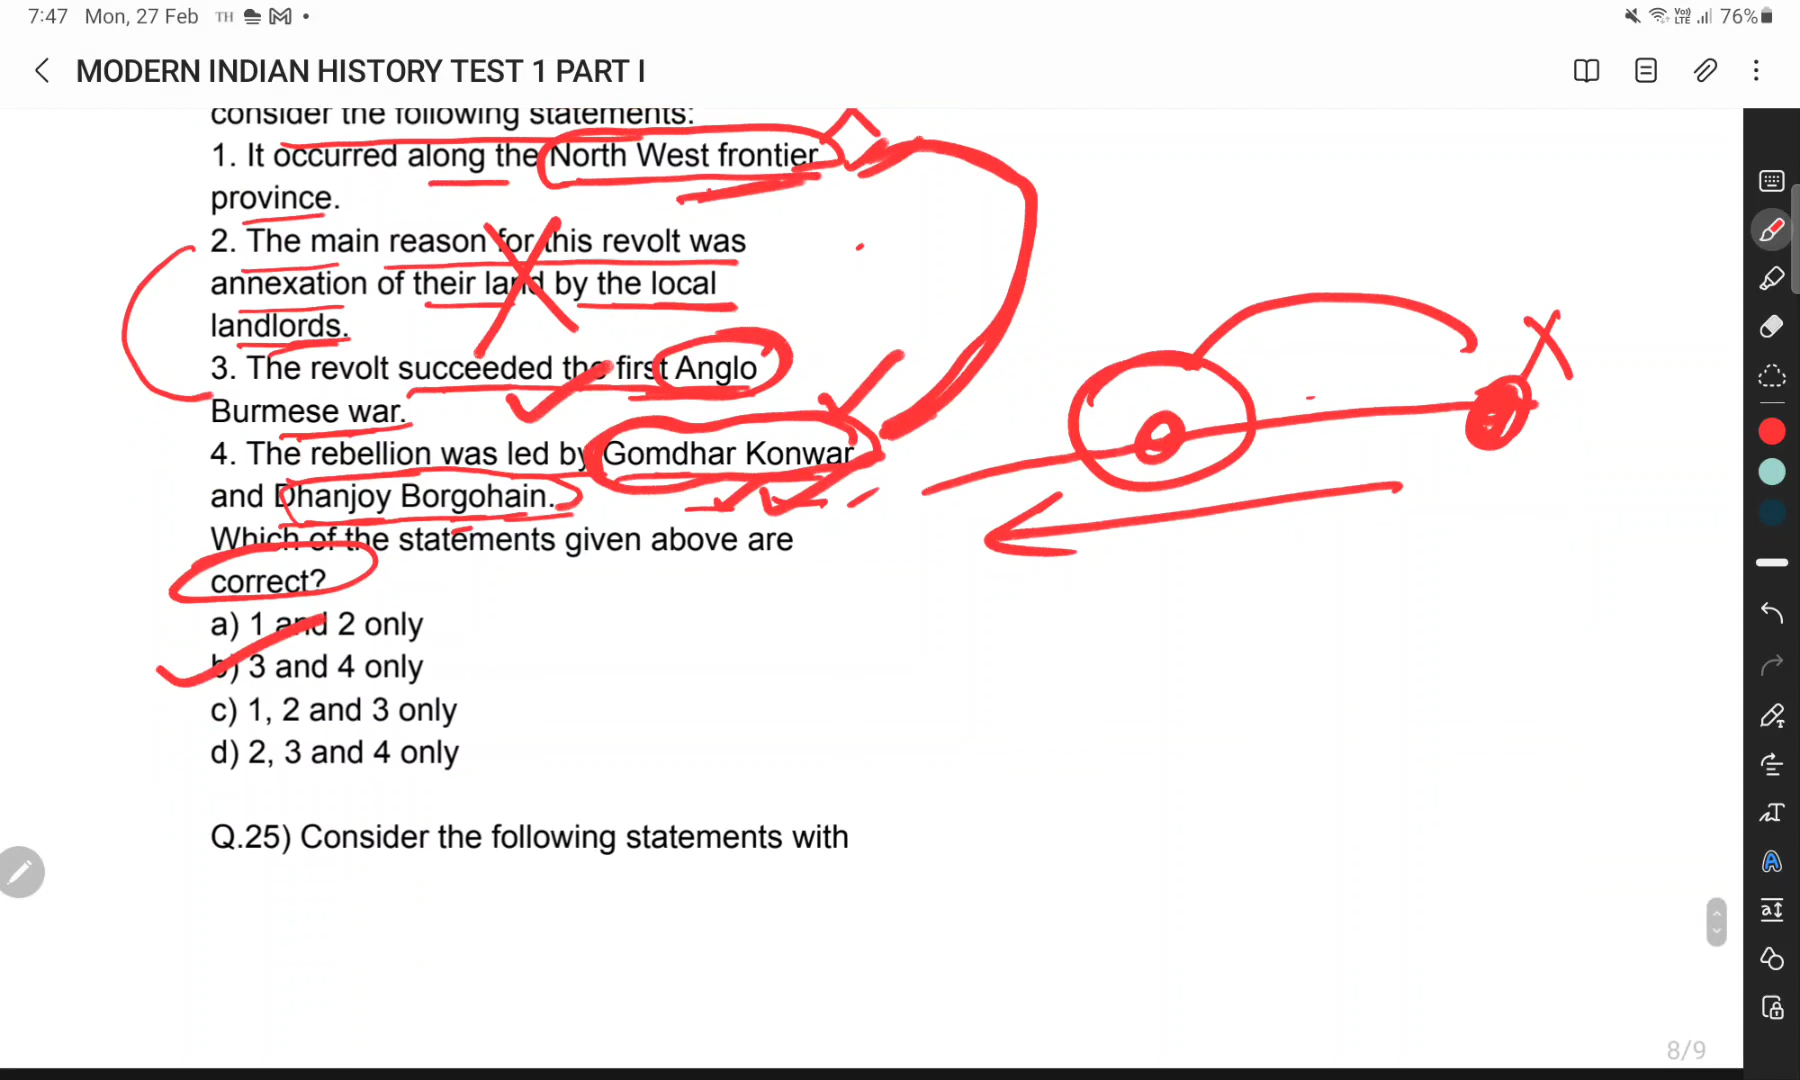 7:47 Mon, 27 Feb TH M • Vo) LTE 76%
MODERN INDIAN HISTORY TEST 1 PART I
consider the following statements:
1. It occurred along the North West frontier
province.
2. The main reason for this revolt was
annexation of their land by the local
landlords.
3. The revolt succeeded the first Anglo
Burmese war.
4. The rebellion was led by Gomdhar Konwar
and Dhanjoy Borgohain.
Which of the statements given above are
correct?
a) 1 and 2 only
b) 3 and 4 only
c) 1, 2 and 3 only
d) 2, 3 and 4 only
Q.25) Consider the following statements with
8/9